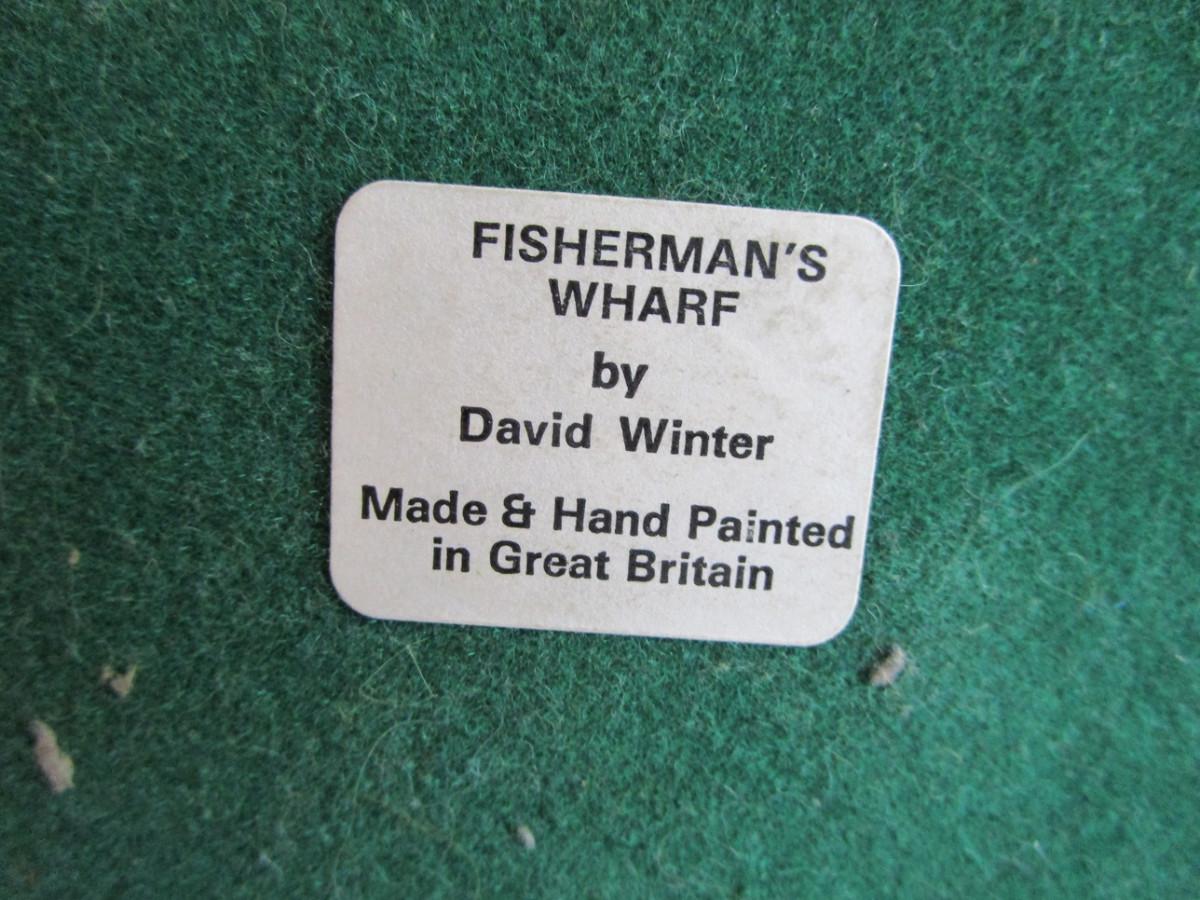 FISHERMAN'S
WHARF
by
David Winter
Made & Hand Painted
in Great Britain